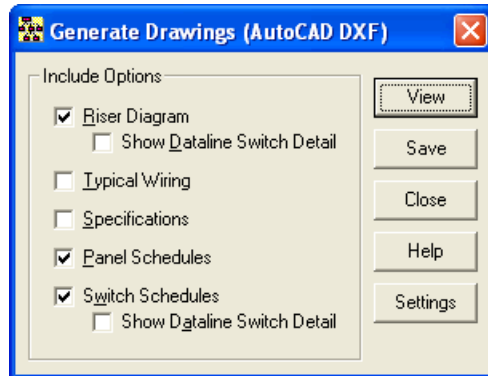 Generate Drawings (AutoCAD DXF)
Include Options
Riser Diagram
Show Dataline Switch Detail
Typical Wiring
Specifications
Panel Schedules
Switch Schedules
Show Dataline Switch Detail
View
Save
Close
Help
Settings